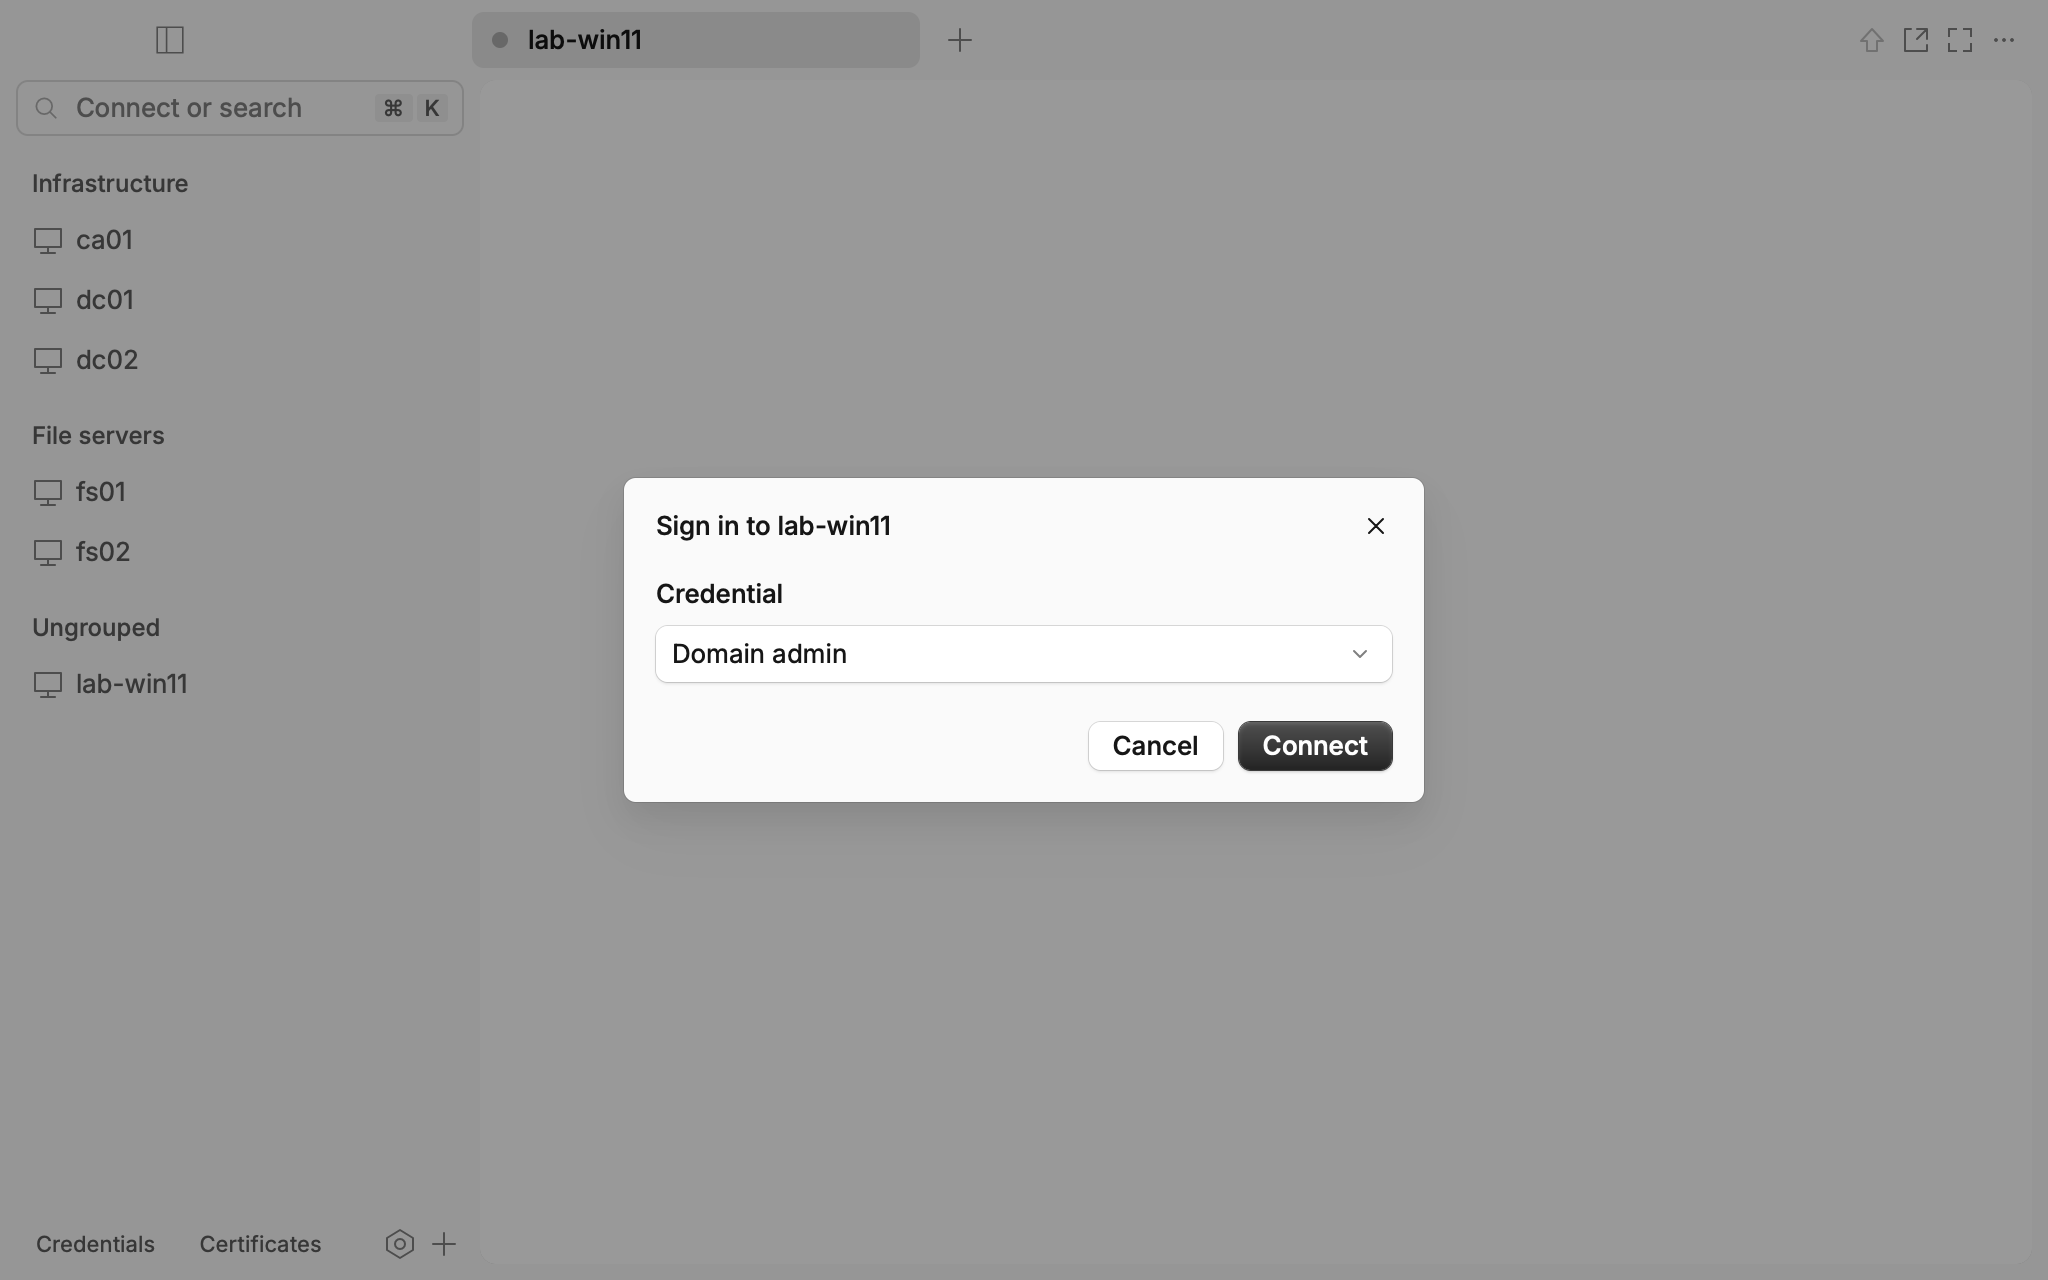 lab-win11
Connect or search ⌘ K
Infrastructure
ca01
dc01
dc02
File servers
fs01
fs02
Ungrouped
lab-win11
Sign in to lab-win11
Credential
Domain admin
Cancel Connect
Credentials Certificates